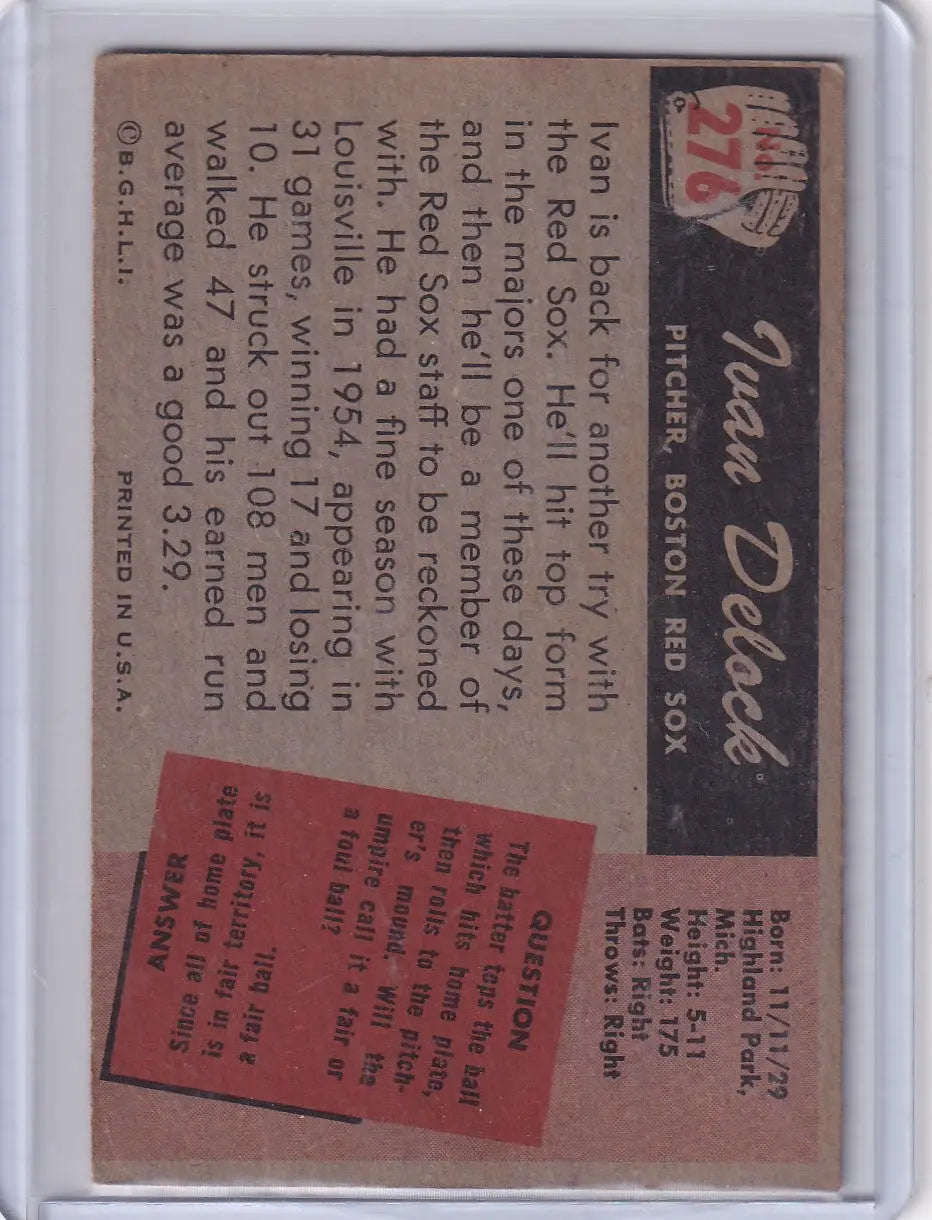 No.
276
Ivan Delock
PITCHER, BOSTON RED SOX
Born: 11/11/29
Highland Park,
Mich.
Height: 5-11
Weight: 175
Bats: Right
Throws: Right
Ivan is back for another try with
the Red Sox. He'll hit top form
in the majors one of these days,
and then he'll be a member of
the Red Sox staff to be reckoned
with. He had a fine season with
Louisville in 1954, appearing in
31 games, winning 17 and losing
10. He struck out 108 men and
walked 47 and his earned run
average was a good 3.29.
QUESTION
The batter tops the ball
which hits home plate,
then rolls to the pitch-
er's mound. Will the
umpire call it a fair or
a foul ball?
ANSWER
Since all of home plate
is in fair territory, it is
a fair ball.
©B.G.H.L.I.
PRINTED IN U.S.A.